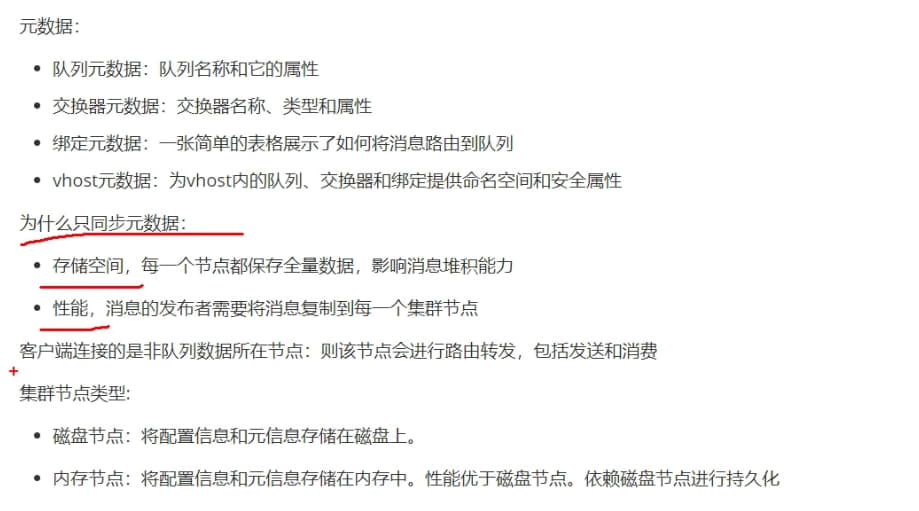 元数据：
队列元数据：队列名称和它的属性
交换器元数据：交换器名称、类型和属性
绑定元数据：一张简单的表格展示了如何将消息路由到队列
vhost元数据：为vhost内的队列、交换器和绑定提供命名空间和安全属性
为什么只同步元数据：
存储空间，每一个节点都保存全量数据，影响消息堆积能力
性能，消息的发布者需要将消息复制到每一个集群节点
客户端连接的是非队列数据所在节点：则该节点会进行路由转发，包括发送和消费
集群节点类型:
磁盘节点：将配置信息和元信息存储在磁盘上。
内存节点：将配置信息和元信息存储在内存中。性能优于磁盘节点。依赖磁盘节点进行持久化